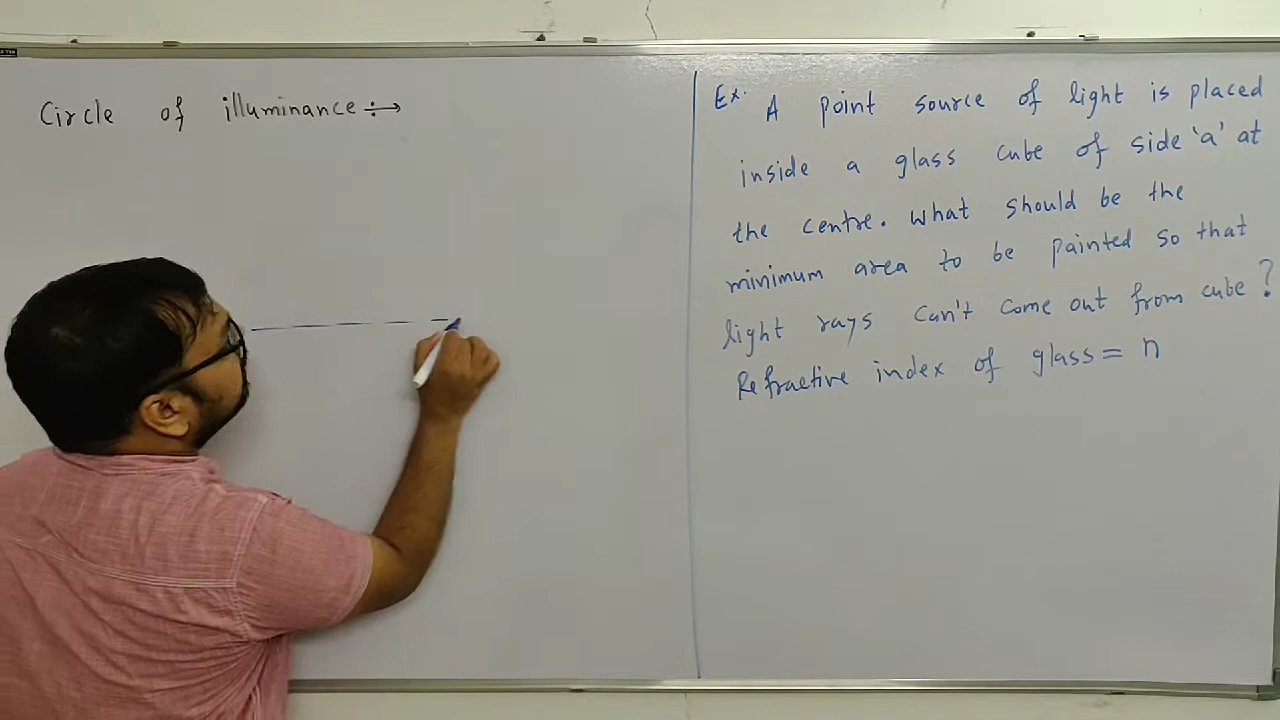 Circle of illuminance ÷→
Ex. A point source of light is placed
inside a glass cube of side 'a' at
the centre. What should be the
minimum area to be painted so that
light rays can't come out from cube?
Refractive index of glass = n